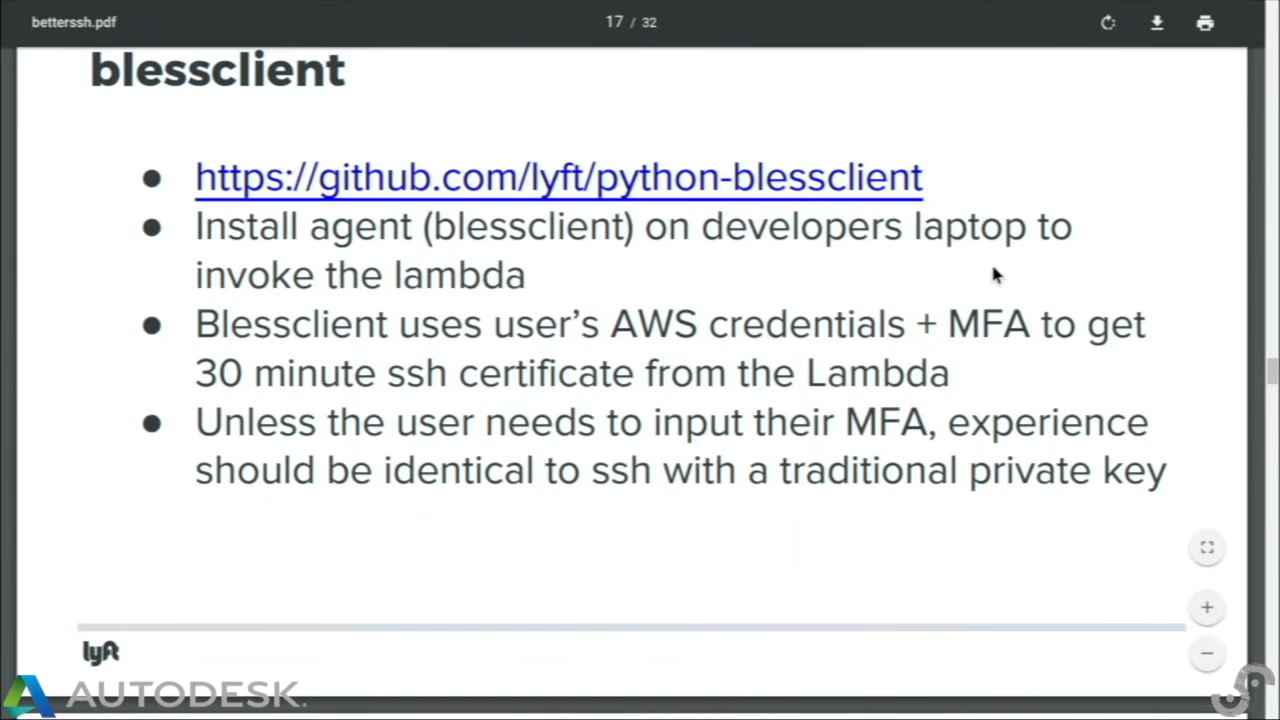 betterssh.pdf
17 / 32
blessclient
● https://github.com/lyft/python-blessclient
● Install agent (blessclient) on developers laptop to
invoke the lambda
● Blessclient uses user’s AWS credentials + MFA to get
30 minute ssh certificate from the Lambda
● Unless the user needs to input their MFA, experience
should be identical to ssh with a traditional private key
lyft
AUTODESK.